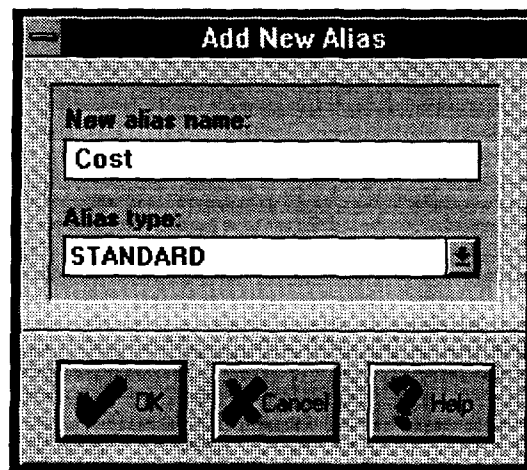 Add New Alias
New alias name:
Cost
Alias type:
STANDARD
OK
Cancel
Help